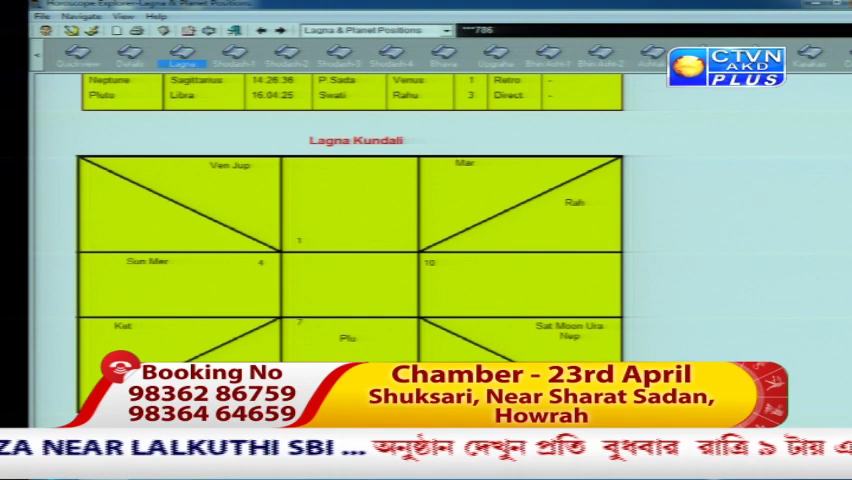 Horoscope Explorer-Lagna & Planet Positions
File Navigate View Help
Lagna & Planet Positions ***786
Quickview Details Lagna Shodash-1 Shodash-2 Shodash-3 Shodash-4 Bhava Upgraha Bhin Asht-1 Bhin Asht-2 Karakas
CTVN
AKD
PLUS
Neptune Sagittarius 14:26:36 P.Sada Venus 1 Retro -
Pluto Libra 16:04:25 Swati Rahu 3 Direct -
Lagna Kundali
Ven Jup Mar
Rah
1
Sun Mer 4 10
Ket 7 Plu Sat Moon Ura
Nep
Booking No
98362 86759
98364 64659
Chamber - 23rd April
Shuksari, Near Sharat Sadan,
Howrah
ZA NEAR LALKUTHI SBI ... অনুষ্ঠান দেখুন প্রতি বুধবার রাত্রি ৯ টায় এ